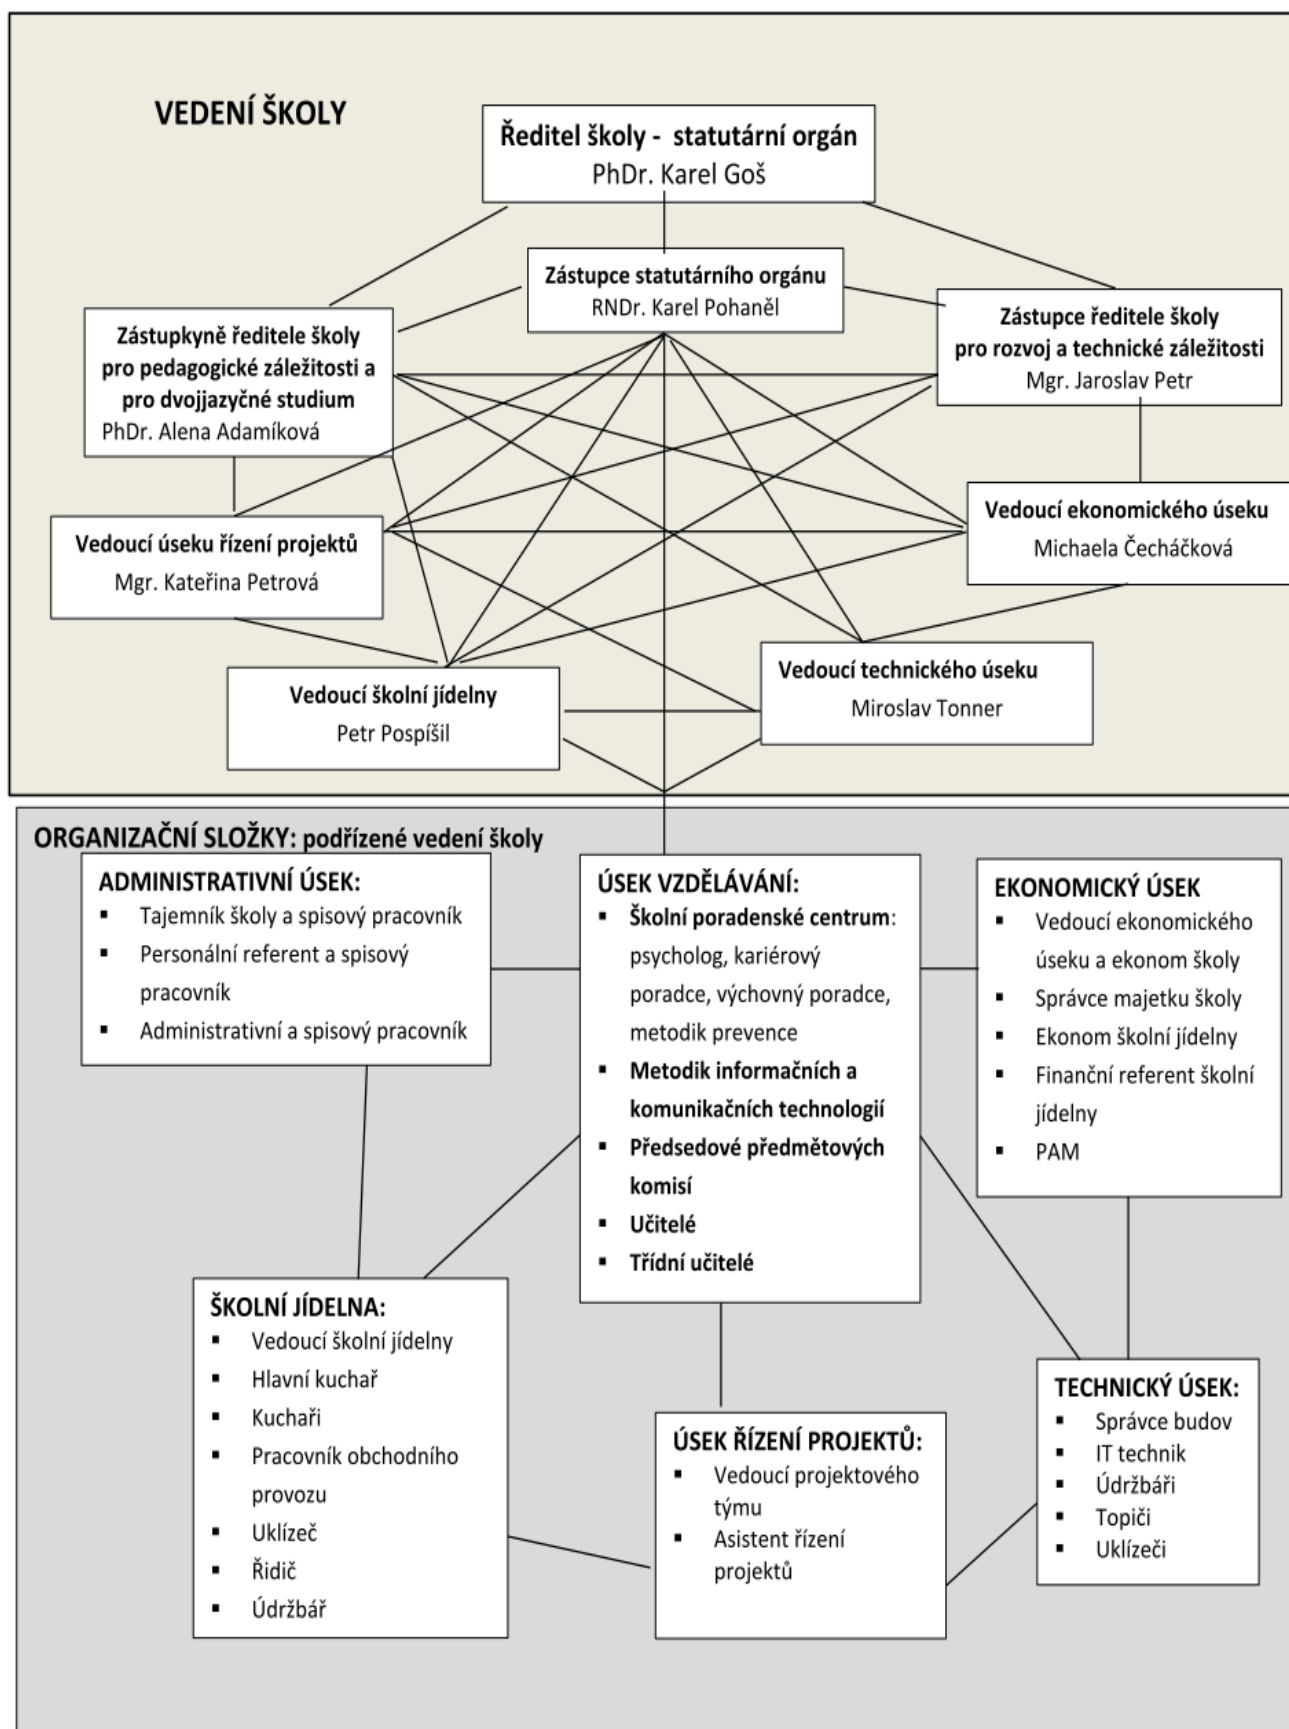 VEDENÍ ŠKOLY
Ředitel školy - statutární orgán
PhDr. Karel Goš
Zástupce statutárního orgánu
RNDr. Karel Pohaněl
Zástupkyně ředitele školy
pro pedagogické záležitosti a
pro dvojjazyčné studium
PhDr. Alena Adamíková
Zástupce ředitele školy
pro rozvoj a technické záležitosti
Mgr. Jaroslav Petr
Vedoucí úseku řízení projektů
Mgr. Kateřina Petrová
Vedoucí ekonomického úseku
Michaela Čecháčková
Vedoucí školní jídelny
Petr Pospíšil
Vedoucí technického úseku
Miroslav Tonner
ORGANIZAČNÍ SLOŽKY: podřízené vedení školy
ADMINISTRATIVNÍ ÚSEK:
▪ Tajemník školy a spisový pracovník
▪ Personální referent a spisový
pracovník
▪ Administrativní a spisový pracovník
ÚSEK VZDĚLÁVÁNÍ:
▪ Školní poradenské centrum:
psycholog, kariérový
poradce, výchovný poradce,
metodik prevence
▪ Metodik informačních a
komunikačních technologií
▪ Předsedové předmětových
komisí
▪ Učitelé
▪ Třídní učitelé
EKONOMICKÝ ÚSEK
▪ Vedoucí ekonomického
úseku a ekonom školy
▪ Správce majetku školy
▪ Ekonom školní jídelny
▪ Finanční referent školní
jídelny
▪ PAM
ŠKOLNÍ JÍDELNA:
▪ Vedoucí školní jídelny
▪ Hlavní kuchař
▪ Kuchaři
▪ Pracovník obchodního
provozu
▪ Uklízeč
▪ Řidič
▪ Údržbář
ÚSEK ŘÍZENÍ PROJEKTŮ:
▪ Vedoucí projektového
týmu
▪ Asistent řízení
projektů
TECHNICKÝ ÚSEK:
▪ Správce budov
▪ IT technik
▪ Údržbáři
▪ Topiči
▪ Uklízeči